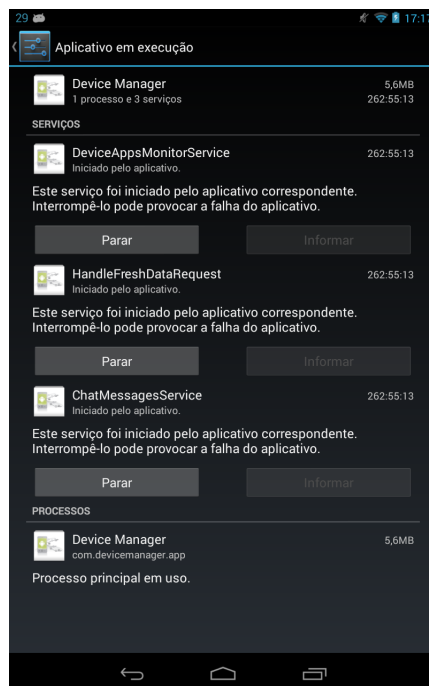 29 17:17
Aplicativo em execução
Device Manager 5,6MB
1 processo e 3 serviços 262:55:13
SERVIÇOS
DeviceAppsMonitorService 262:55:13
Iniciado pelo aplicativo.
Este serviço foi iniciado pelo aplicativo correspondente.
Interrompê-lo pode provocar a falha do aplicativo.
Parar Informar
HandleFreshDataRequest 262:55:13
Iniciado pelo aplicativo.
Este serviço foi iniciado pelo aplicativo correspondente.
Interrompê-lo pode provocar a falha do aplicativo.
Parar Informar
ChatMessagesService 262:55:13
Iniciado pelo aplicativo.
Este serviço foi iniciado pelo aplicativo correspondente.
Interrompê-lo pode provocar a falha do aplicativo.
Parar Informar
PROCESSOS
Device Manager 5,6MB
com.devicemanager.app
Processo principal em uso.